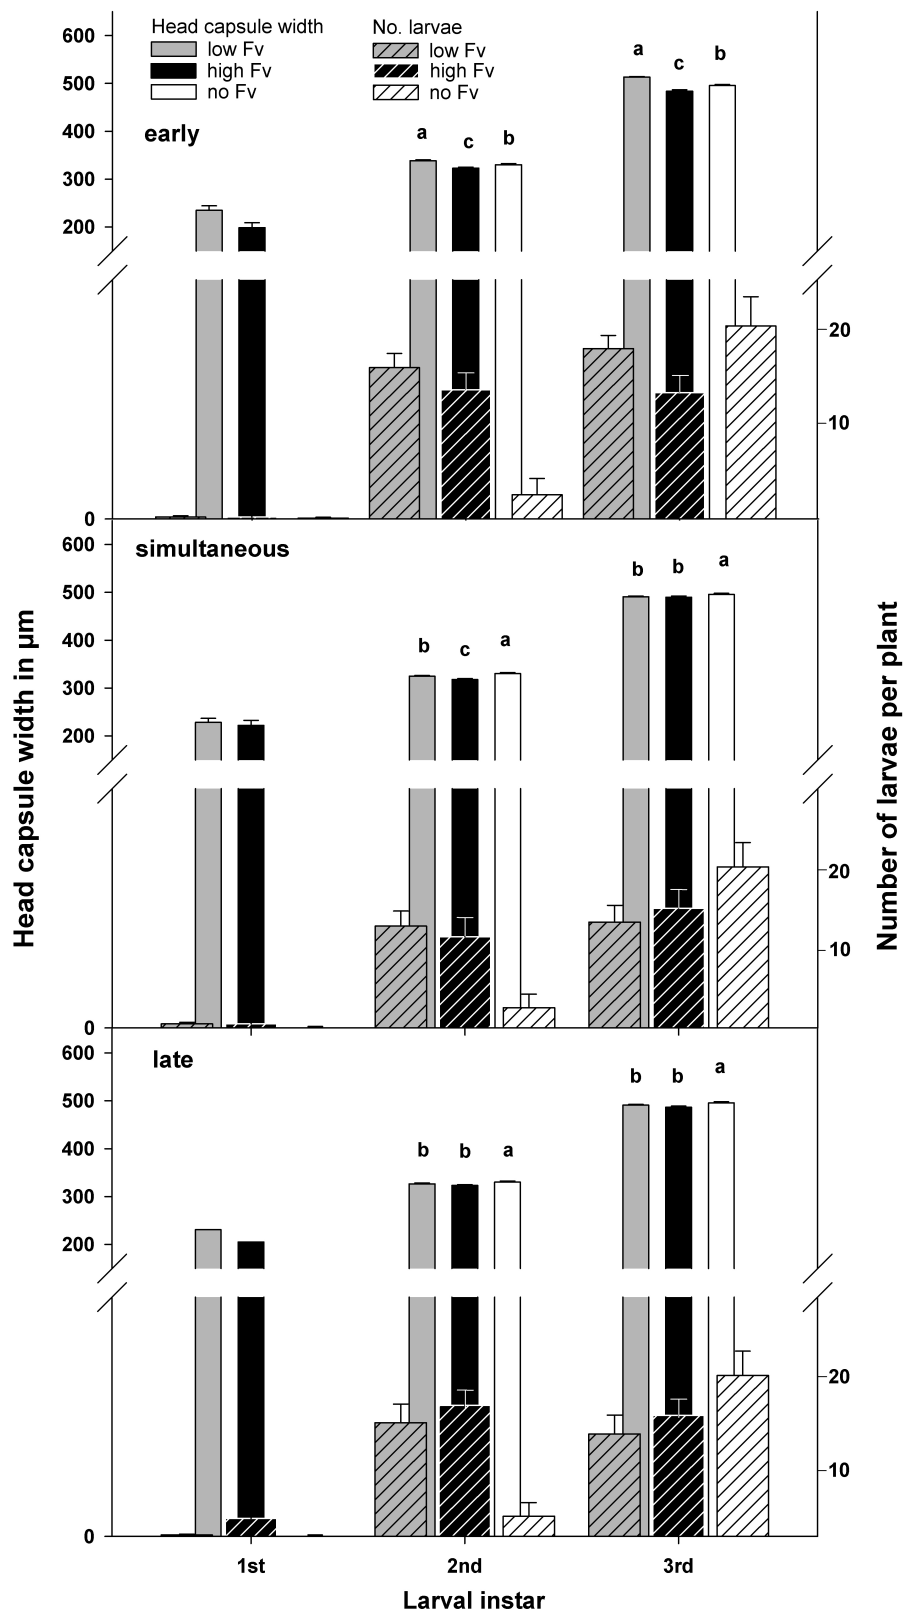 Head capsule width
low Fv
high Fv
no Fv
No. larvae
low Fv
high Fv
no Fv
early
600
500
400
300
200
0
20
10
a
c
b
a
c
b
simultaneous
600
500
400
300
200
0
20
10
b
c
a
b
b
a
late
600
500
400
300
200
0
20
10
b
b
a
b
b
a
Head capsule width in µm
Number of larvae per plant
1st
2nd
3rd
Larval instar